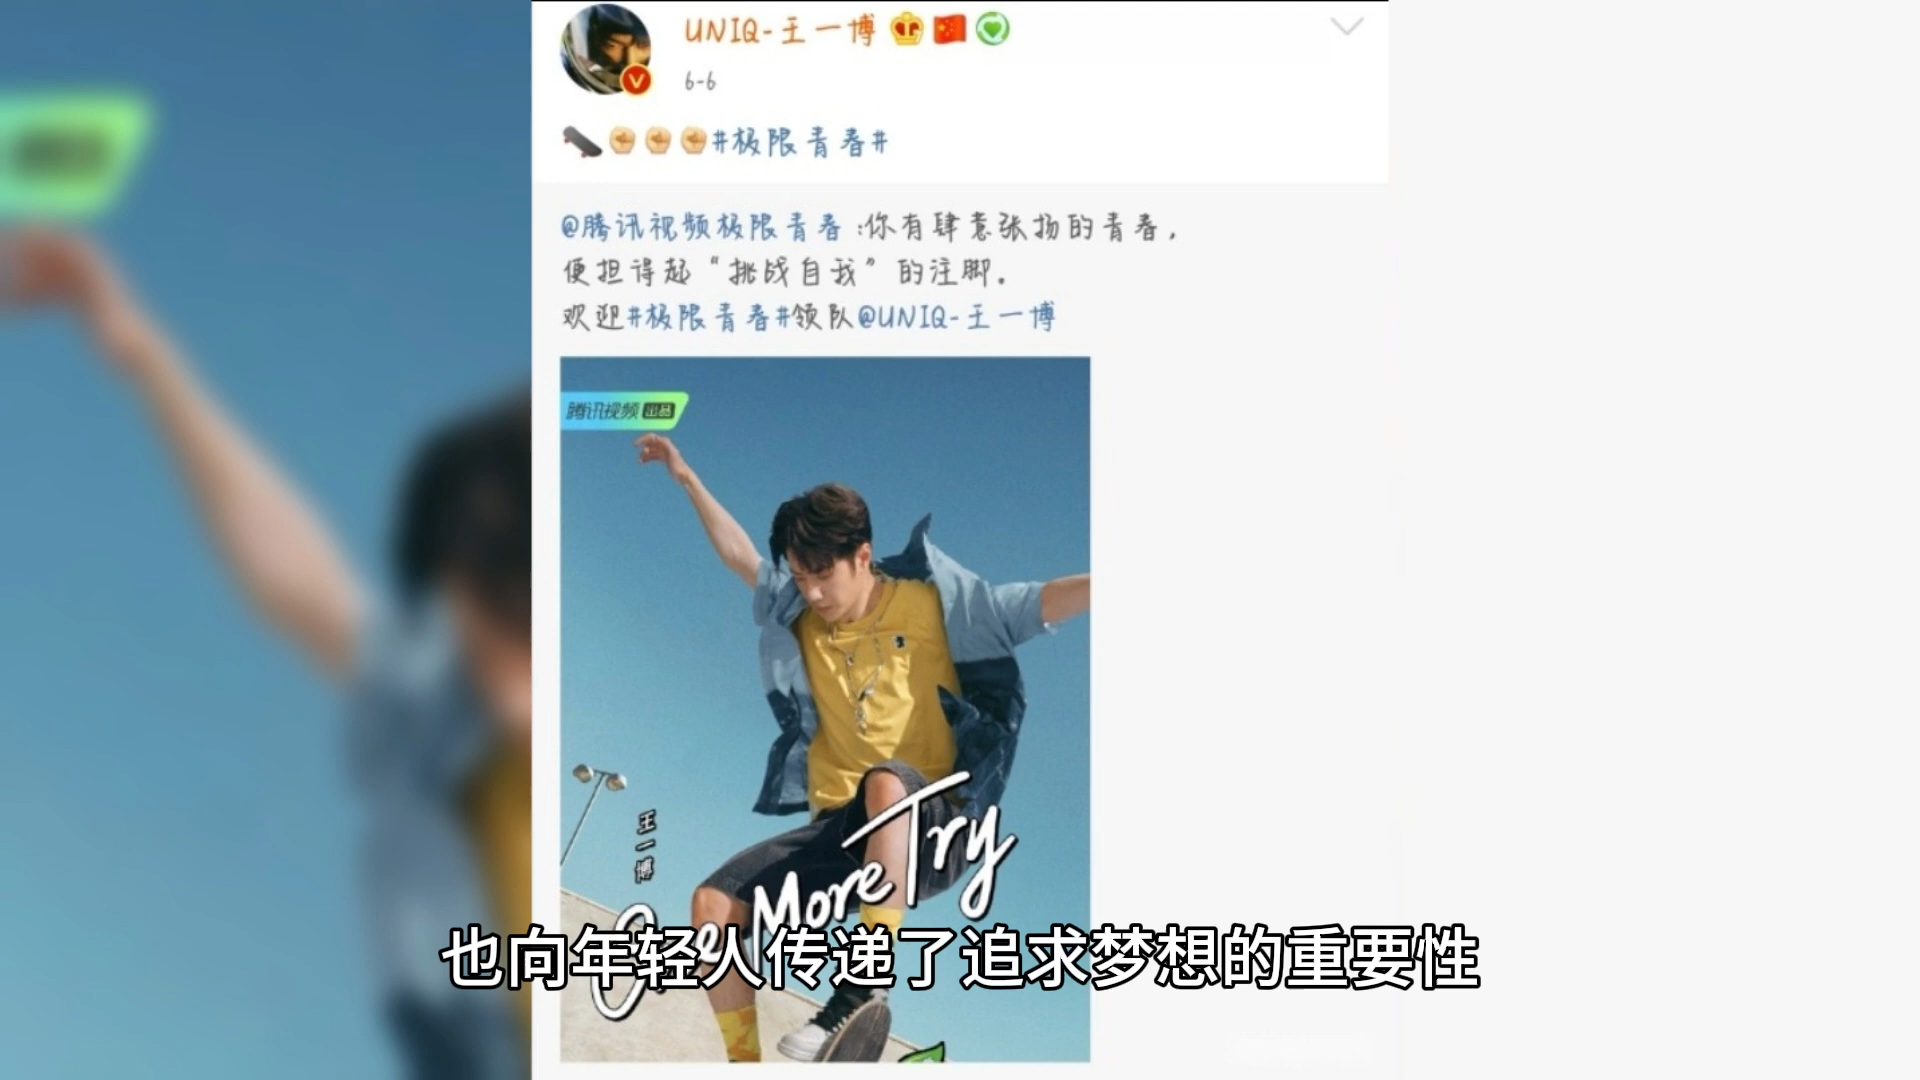 UNIQ-王一博
6-6
#极限青春#
@腾讯视频极限青春:你有肆意张扬的青春，
便担得起“挑战自我”的注脚。
欢迎#极限青春#领队@UNIQ-王一博
腾讯视频 出品
王一博
One More Try
也向年轻人传递了追求梦想的重要性